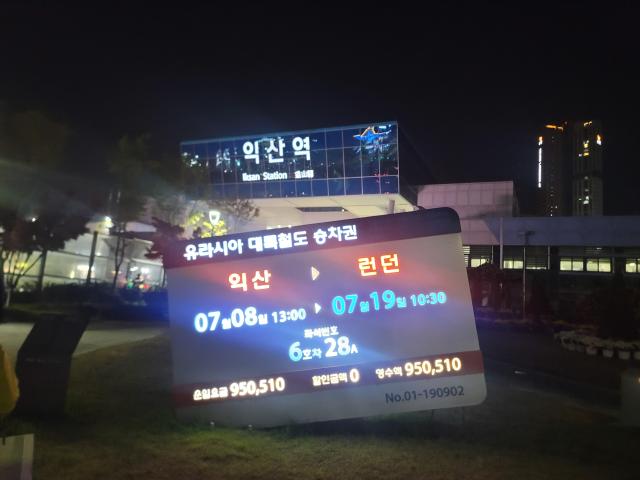 익산역
Iksan Station 益山驛
유라시아 대륙철도 승차권
익산 ▶ 런던
07월08일 13:00 ▶ 07월19일 10:30
좌석번호
6호차 28A
운임요금 950,510 할인금액 0 영수액 950,510
No.01-190902